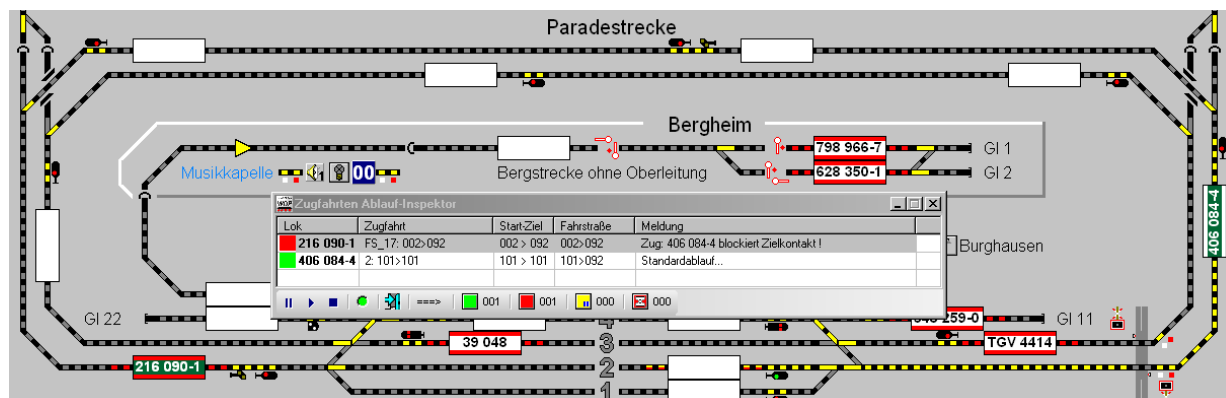 Paradestrecke
Bergheim
798 966-7 Gl 1
Musikkapelle 00 Bergstrecke ohne Oberleitung 628 350-1 Gl 2
406 084-4
Zugfahrten Ablauf-Inspektor
Lok Zugfahrt Start-Ziel Fahrstraße Meldung
216 090-1 FS_17: 002>092 002 > 092 002>092 Zug: 406 084-4 blockiert Zielkontakt !
406 084-4 2: 101>101 101 > 101 101>092 Standardablauf...
Burghausen
===> 001 001 000 000
Gl 22 4 259-0 Gl 11
39 048 3 TGV 4414
216 090-1 2
1